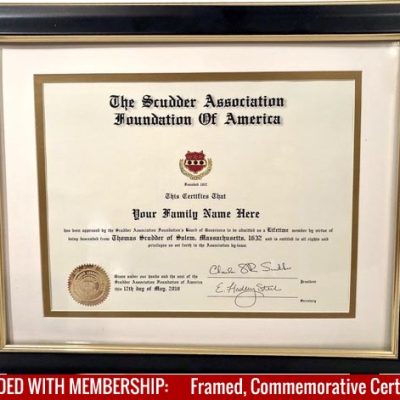 The Scudder Association
Foundation Of America
Founded 1912
This Certifies That
Your Family Name Here
has been approved by the Scudder Association Foundation's Board of Governors to be admitted as a Lifetime member by virtue of
being descended from Thomas Scudder of Salem, Massachusetts, 1632 and is entitled to all rights and
privileges as set forth in the Association by-laws.
Given under our hands and the seal of the
Scudder Association Foundation of America
this 12th day of May, 2018
President
Secretary
DED WITH MEMBERSHIP: Framed, Commemorative Cert